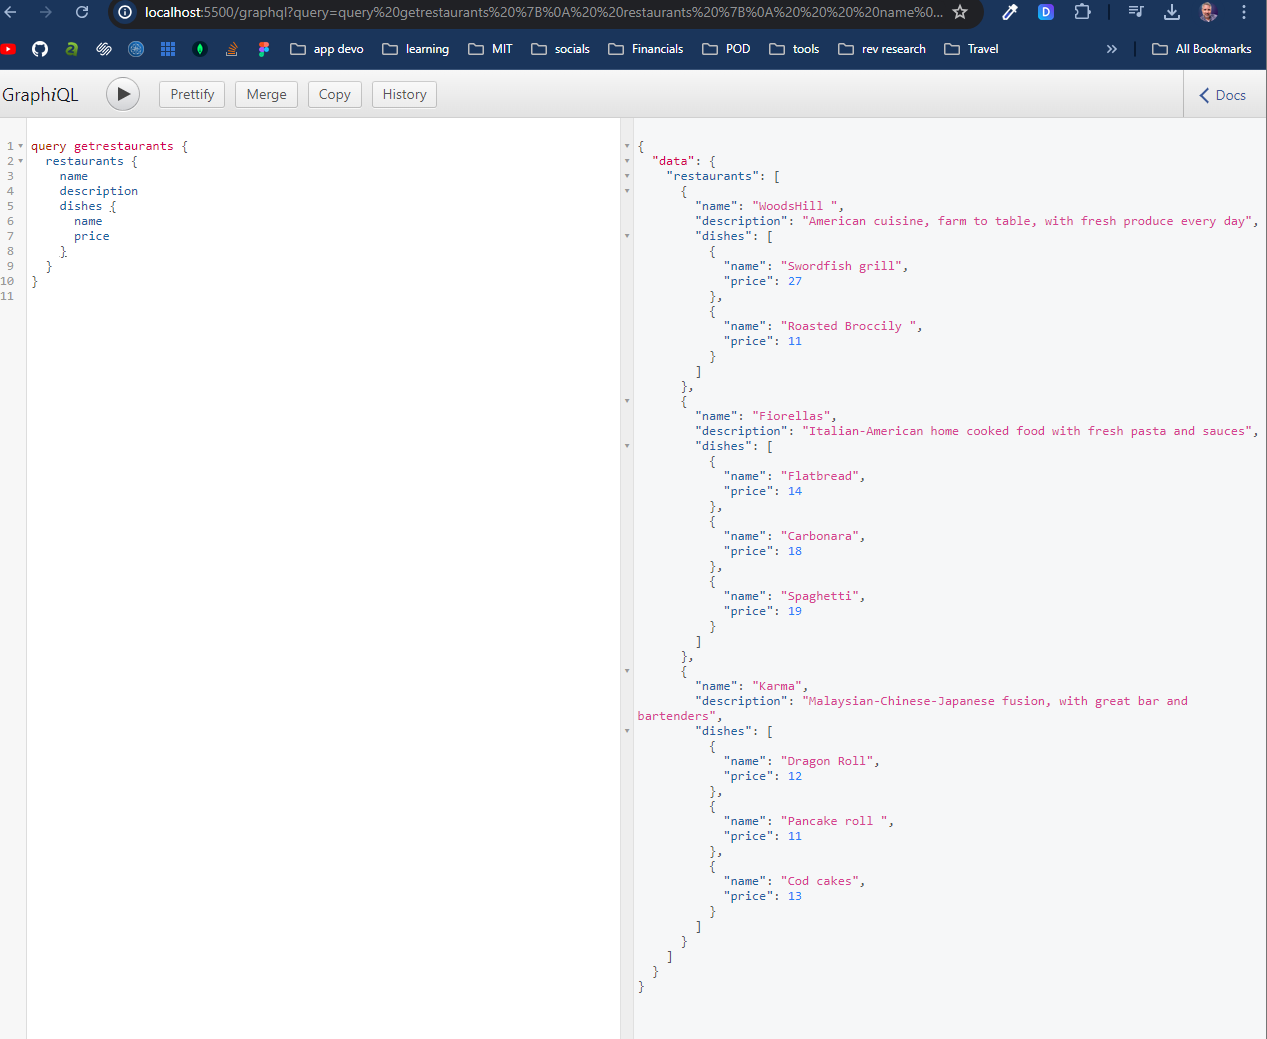 localhost:5500/graphql?query=query%20getrestaurants%20%7B%0A%20%20restaurants%20%7B%0A%20%20%20%20name%0...
app devo learning MIT socials Financials POD tools rev research Travel » All Bookmarks
GraphiQL Prettify Merge Copy History Docs
1 query getrestaurants {
2 restaurants {
3 name
4 description
5 dishes {
6 name
7 price
8 }
9 }
10 }
11
{
"data": {
"restaurants": [
{
"name": "WoodsHill ",
"description": "American cuisine, farm to table, with fresh produce every day",
"dishes": [
{
"name": "Swordfish grill",
"price": 27
},
{
"name": "Roasted Broccily ",
"price": 11
}
]
},
{
"name": "Fiorellas",
"description": "Italian-American home cooked food with fresh pasta and sauces",
"dishes": [
{
"name": "Flatbread",
"price": 14
},
{
"name": "Carbonara",
"price": 18
},
{
"name": "Spaghetti",
"price": 19
}
]
},
{
"name": "Karma",
"description": "Malaysian-Chinese-Japanese fusion, with great bar and
bartenders",
"dishes": [
{
"name": "Dragon Roll",
"price": 12
},
{
"name": "Pancake roll ",
"price": 11
},
{
"name": "Cod cakes",
"price": 13
}
]
}
]
}
}